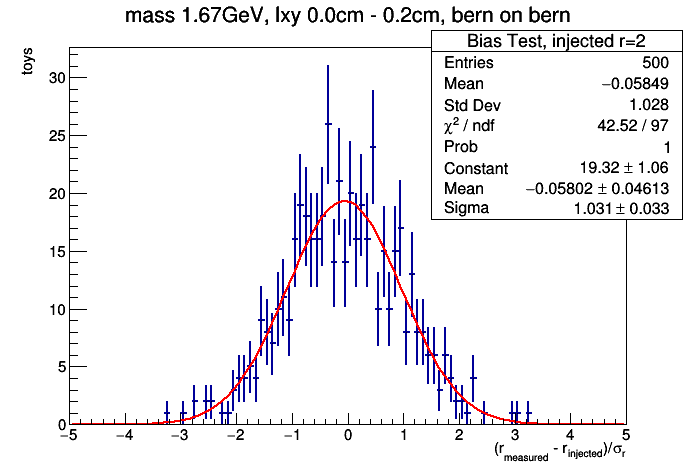 mass 1.67GeV, lxy 0.0cm - 0.2cm, bern on bern
Bias Test, injected r=2
Entries 500
Mean −0.05849
Std Dev 1.028
χ² / ndf 42.52 / 97
Prob 1
Constant 19.32 ± 1.06
Mean −0.05802 ± 0.04613
Sigma 1.031 ± 0.033
toys
30
25
20
15
10
5
0
−5 −4 −3 −2 −1 0 1 2 3 4 5
(r_measured - r_injected)/σ_r